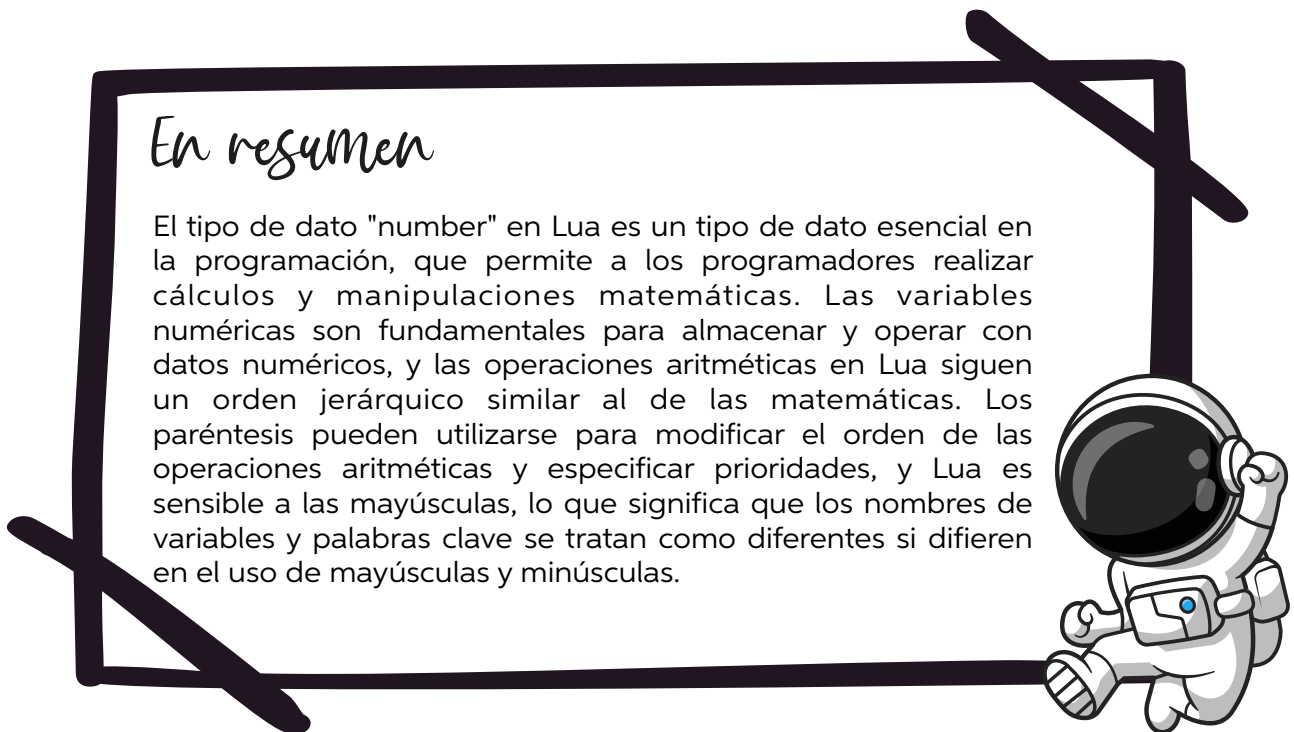 En resumen
El tipo de dato "number" en Lua es un tipo de dato esencial en
la programación, que permite a los programadores realizar
cálculos y manipulaciones matemáticas. Las variables
numéricas son fundamentales para almacenar y operar con
datos numéricos, y las operaciones aritméticas en Lua siguen
un orden jerárquico similar al de las matemáticas. Los
paréntesis pueden utilizarse para modificar el orden de las
operaciones aritméticas y especificar prioridades, y Lua es
sensible a las mayúsculas, lo que significa que los nombres de
variables y palabras clave se tratan como diferentes si difieren
en el uso de mayúsculas y minúsculas.